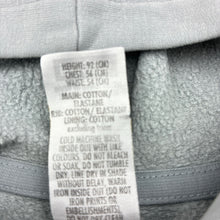 HEIGHT: 92 (CM)
CHEST: 54 (CM)
WAIST: 54 (CM)
MAIN: COTTON/
ELASTANE
RIB: COTTON/ ELASTANE
LINING: COTTON
excluding trims
COLD MACHINE WASH
INSIDE OUT WITH LIKE
COLOURS. DO NOT BLEACH
OR SOAK. DO NOT TUMBLE
DRY. LINE DRY IN SHADE
WITHOUT DELAY. WARM
IRON INSIDE OUT (DO NOT
IRON PRINTS OR
EMBELLISHMENTS)